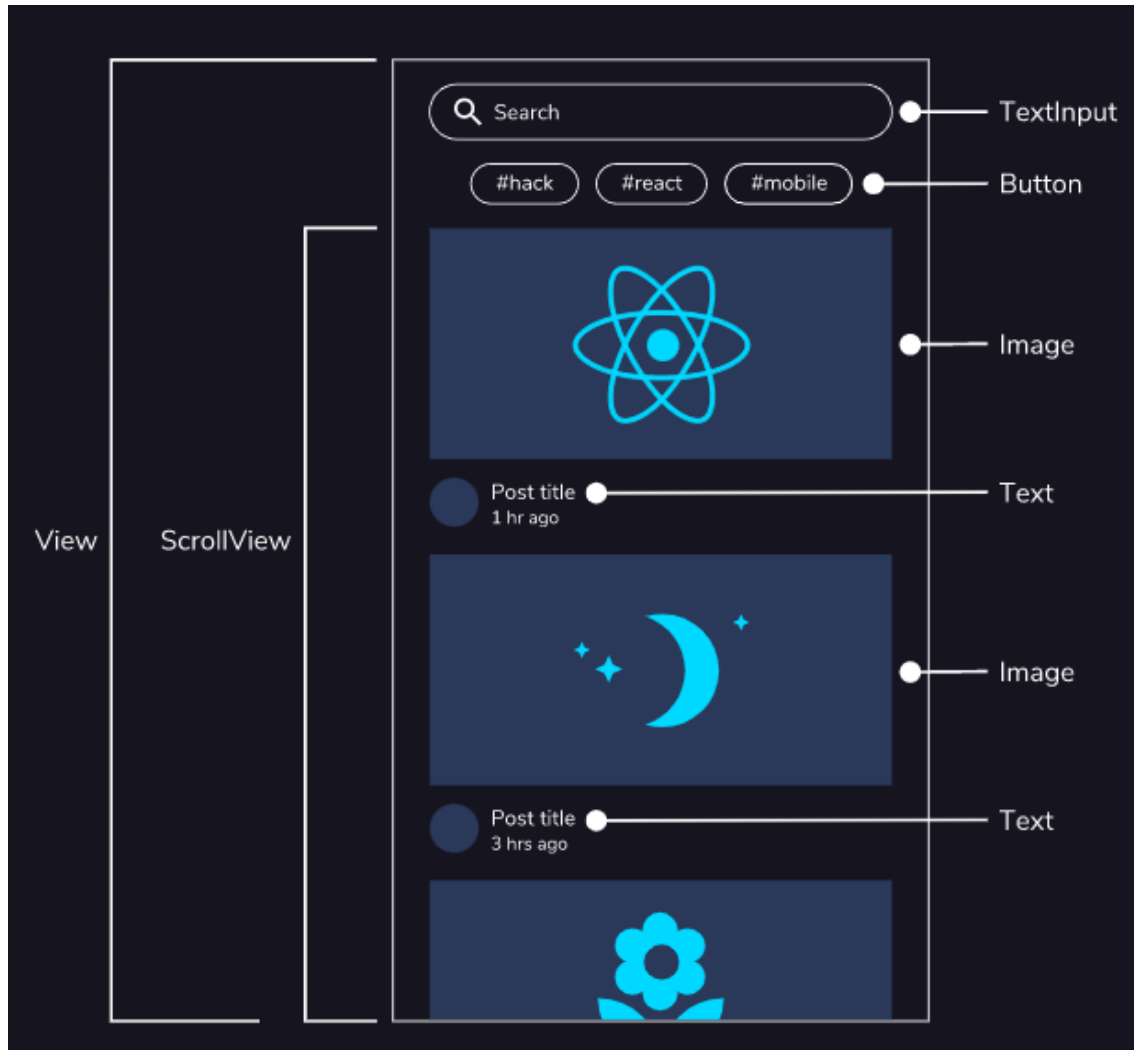 Search
TextInput
#hack
#react
#mobile
Button
Image
Post title
Text
1 hr ago
View
ScrollView
Image
Post title
Text
3 hrs ago